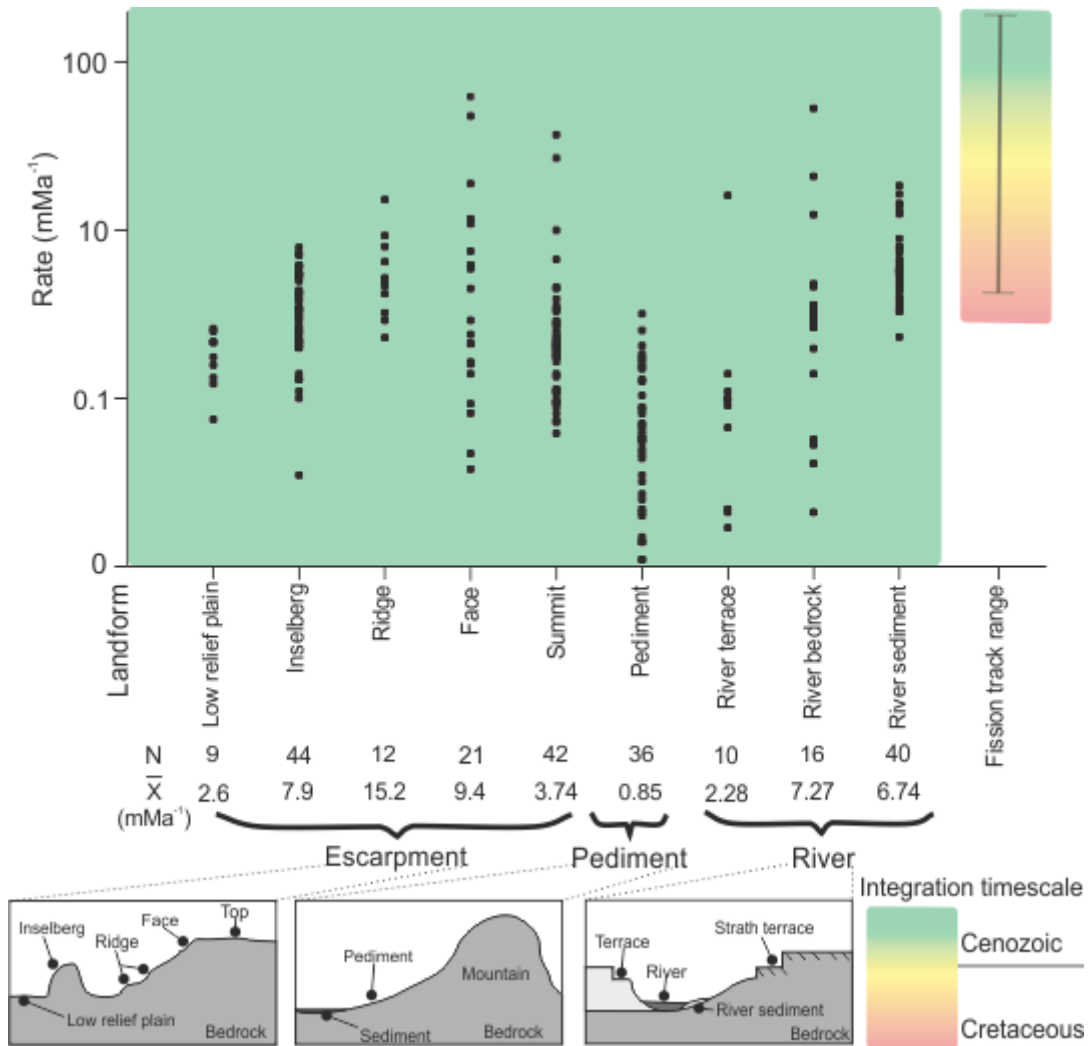 100
10
0.1
0
Rate (mMa⁻¹)
Landform
Low relief plain
Inselberg
Ridge
Face
Summit
Pediment
River terrace
River bedrock
River sediment
Fission track range
N 9 44 12 21 42 36 10 16 40
X̅ 2.6 7.9 15.2 9.4 3.74 0.85 2.28 7.27 6.74
(mMa⁻¹)
Escarpment Pediment River
Inselberg
Ridge
Face
Top
Low relief plain
Bedrock
Pediment
Mountain
Sediment
Bedrock
Terrace
River
Strath terrace
River sediment
Bedrock
Integration timescale
Cenozoic
Cretaceous